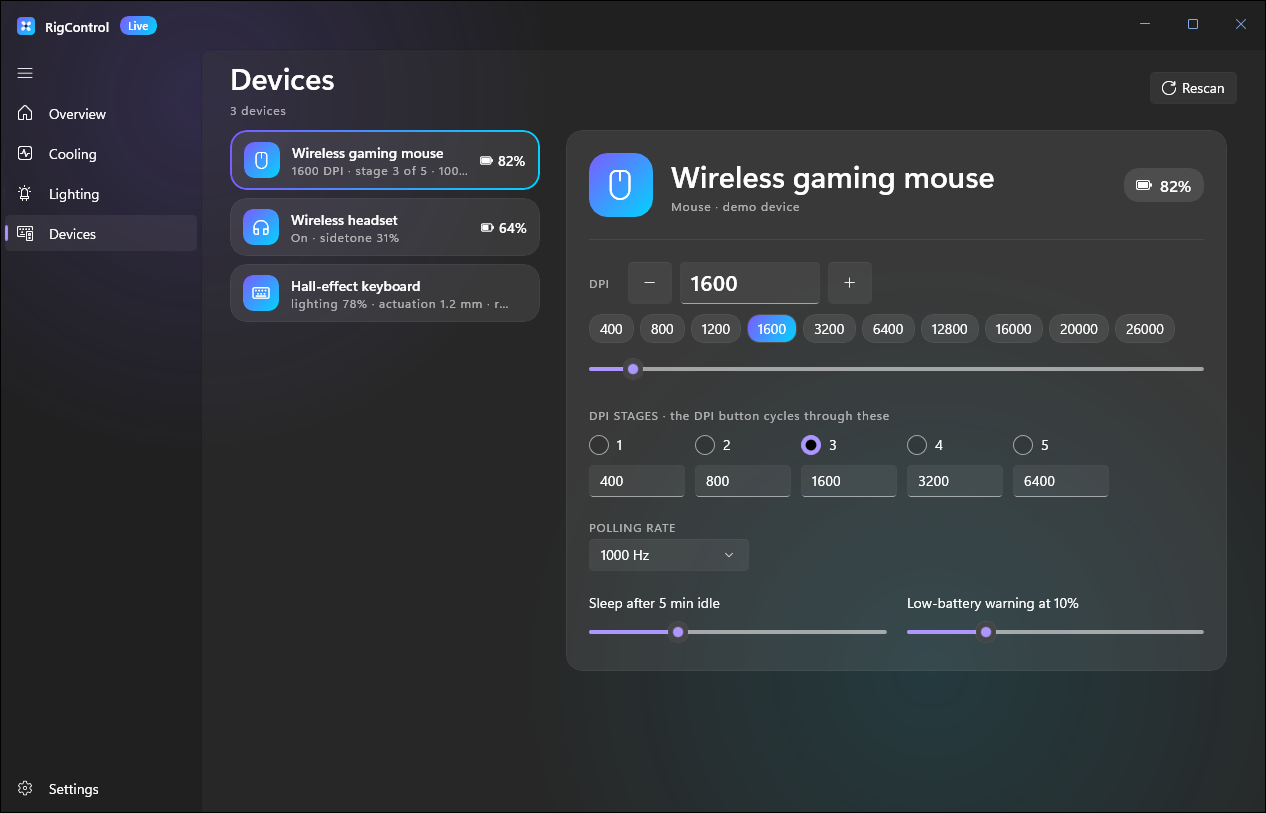 RigControl Live
Overview
Cooling
Lighting
Devices
Settings
Devices
3 devices
Rescan
Wireless gaming mouse
1600 DPI · stage 3 of 5 · 100...
82%
Wireless headset
On · sidetone 31%
64%
Hall-effect keyboard
lighting 78% · actuation 1.2 mm · r...
Wireless gaming mouse
Mouse · demo device
82%
DPI − 1600 +
400 800 1200 1600 3200 6400 12800 16000 20000 26000
DPI STAGES · the DPI button cycles through these
1 2 3 4 5
400 800 1600 3200 6400
POLLING RATE
1000 Hz
Sleep after 5 min idle
Low-battery warning at 10%